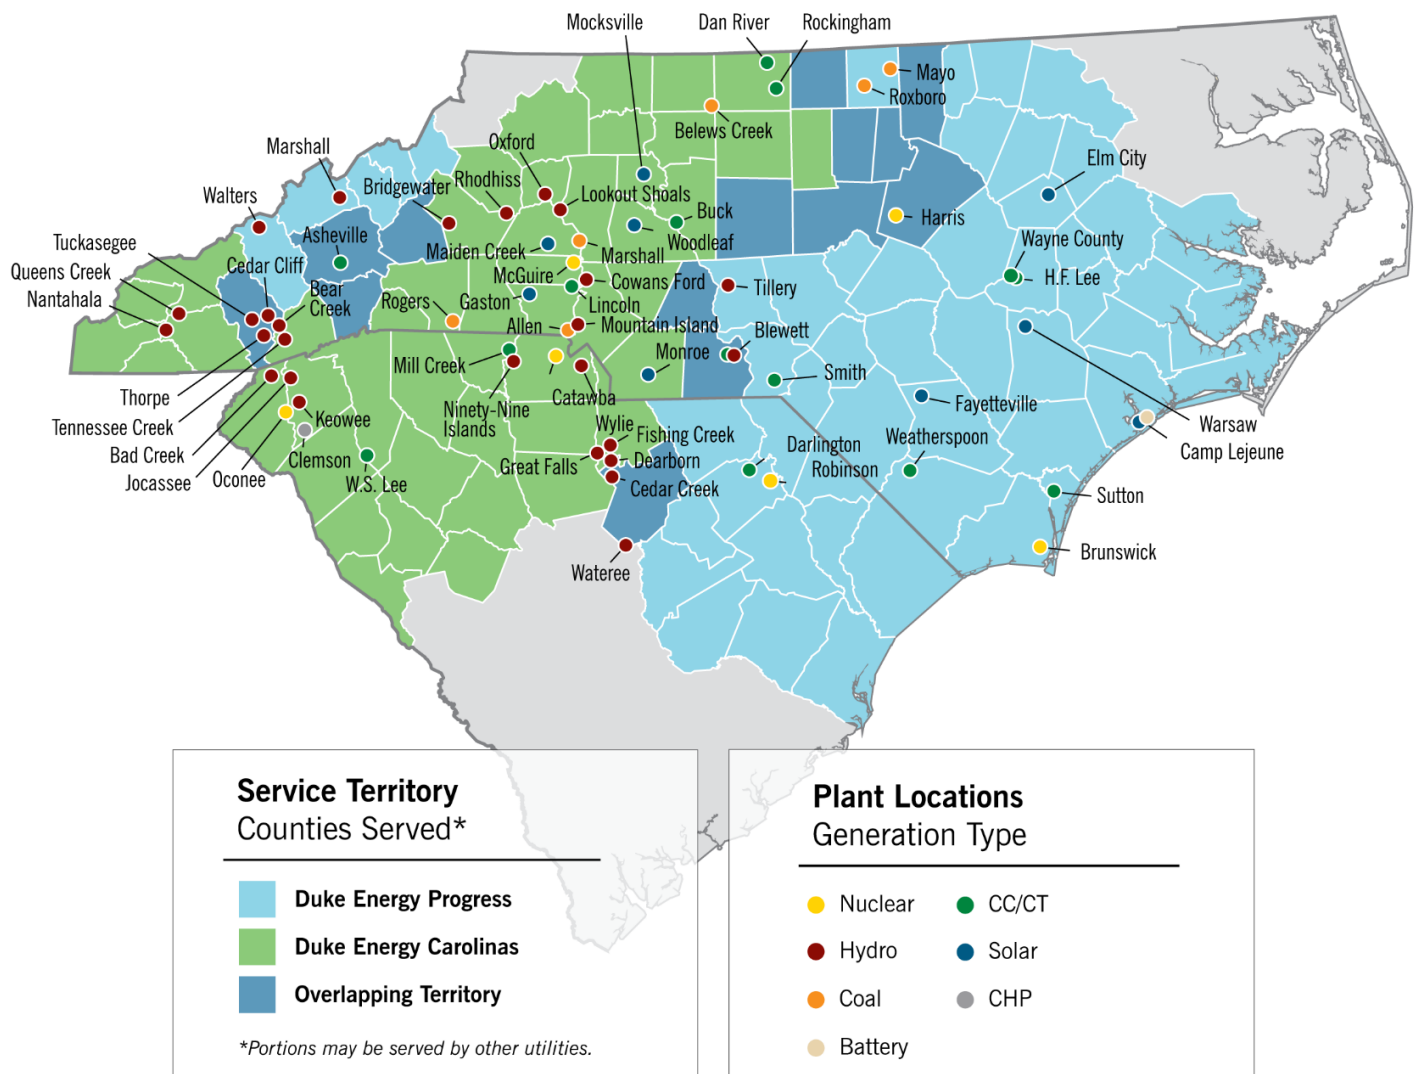 Mocksville
Dan River
Rockingham
Mayo
Roxboro
Belews Creek
Marshall
Oxford
Elm City
Walters
Bridgewater
Rhodhiss
Lookout Shoals
Tuckasegee
Asheville
Buck
Harris
Maiden Creek
Woodleaf
Wayne County
Queens Creek
Cedar Cliff
Marshall
McGuire
H.F. Lee
Nantahala
Bear
Creek
Rogers
Gaston
Cowans
Ford
Tillery
Lincoln
Allen
Mountain Island
Blewett
Mill Creek
Monroe
Smith
Thorpe
Ninety-Nine
Islands
Catawba
Fayetteville
Tennessee Creek
Keowee
Wylie
Fishing Creek
Warsaw
Bad Creek
Clemson
Great Falls
Dearborn
Darlington
Robinson
Weatherspoon
Camp Lejeune
Jocassee
Oconee
W.S. Lee
Cedar Creek
Sutton
Wateree
Brunswick
Service Territory
Counties Served*
Duke Energy Progress
Duke Energy Carolinas
Overlapping Territory
*Portions may be served by other utilities.
Plant Locations
Generation Type
Nuclear
CC/CT
Hydro
Solar
Coal
CHP
Battery